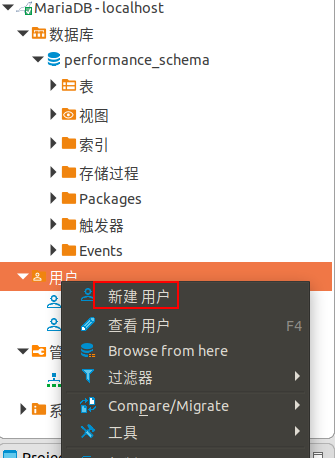 MariaDB - localhost
数据库
performance_schema
表
视图
索引
存储过程
Packages
触发器
Events
用户
新建 用户
查看 用户 F4
管
Browse from here
过滤器
系
Compare/Migrate
工具